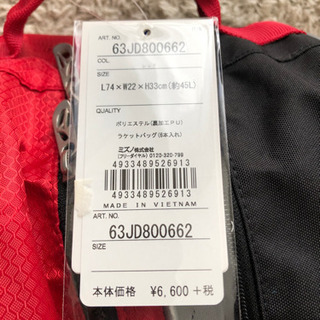 ART. NO.
63JD800662
COL
SIZE
L74×W22×H33cm(約45L)
QUALITY
ポリエステル(裏加工PU)
ラケットバッグ(6本入れ)
ミズノ株式会社
(フリーダイヤル) 0120-320-799
4933489526913
4933489526913
MADE IN VIETNAM
ART. NO.
63JD800662
SIZE
本体価格 ¥6,600+税